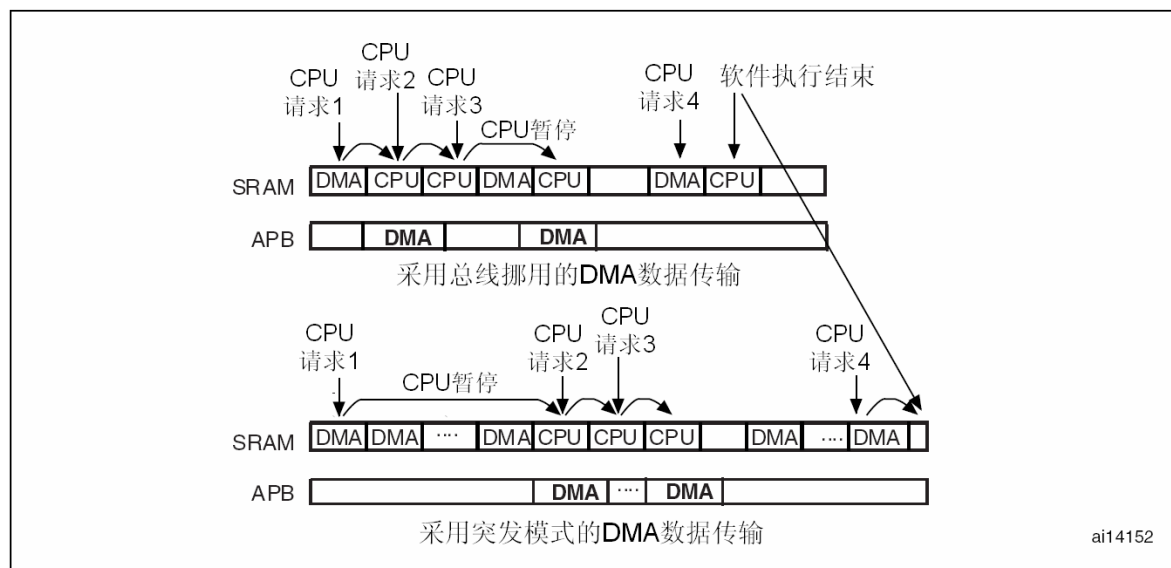 CPU
请求1
CPU
请求2
CPU
请求3
CPU暂停
CPU
请求4
软件执行结束
SRAM DMA CPU CPU DMA CPU DMA CPU
APB DMA DMA
采用总线挪用的DMA数据传输
CPU
请求1
CPU暂停
CPU
请求2
CPU
请求3
CPU
请求4
SRAM DMA DMA .... DMA CPU CPU CPU DMA .... DMA
APB DMA .... DMA
采用突发模式的DMA数据传输
ai14152